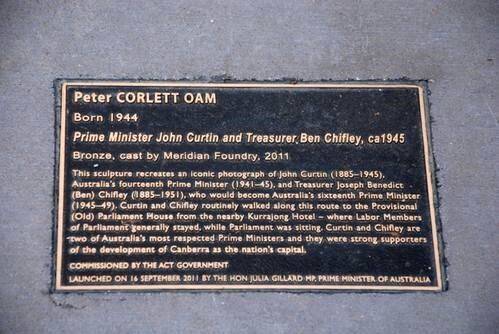 Peter CORLETT OAM
Born 1944
Prime Minister John Curtin and Treasurer Ben Chifley, ca1945
Bronze, cast by Meridian Foundry, 2011
This sculpture recreates an iconic photograph of John Curtin (1885–1945),
Australia's fourteenth Prime Minister (1941–45), and Treasurer Joseph Benedict
(Ben) Chifley (1885–1951), who would become Australia's sixteenth Prime Minister
(1945–49). Curtin and Chifley routinely walked along this route to the Provisional
(Old) Parliament House from the nearby Kurrajong Hotel – where Labor Members
of Parliament generally stayed, while Parliament was sitting. Curtin and Chifley are
two of Australia's most respected Prime Ministers and they were strong supporters
of the development of Canberra as the nation's capital.
COMMISSIONED BY THE ACT GOVERNMENT
LAUNCHED ON 16 SEPTEMBER 2011 BY THE HON JULIA GILLARD MP, PRIME MINISTER OF AUSTRALIA